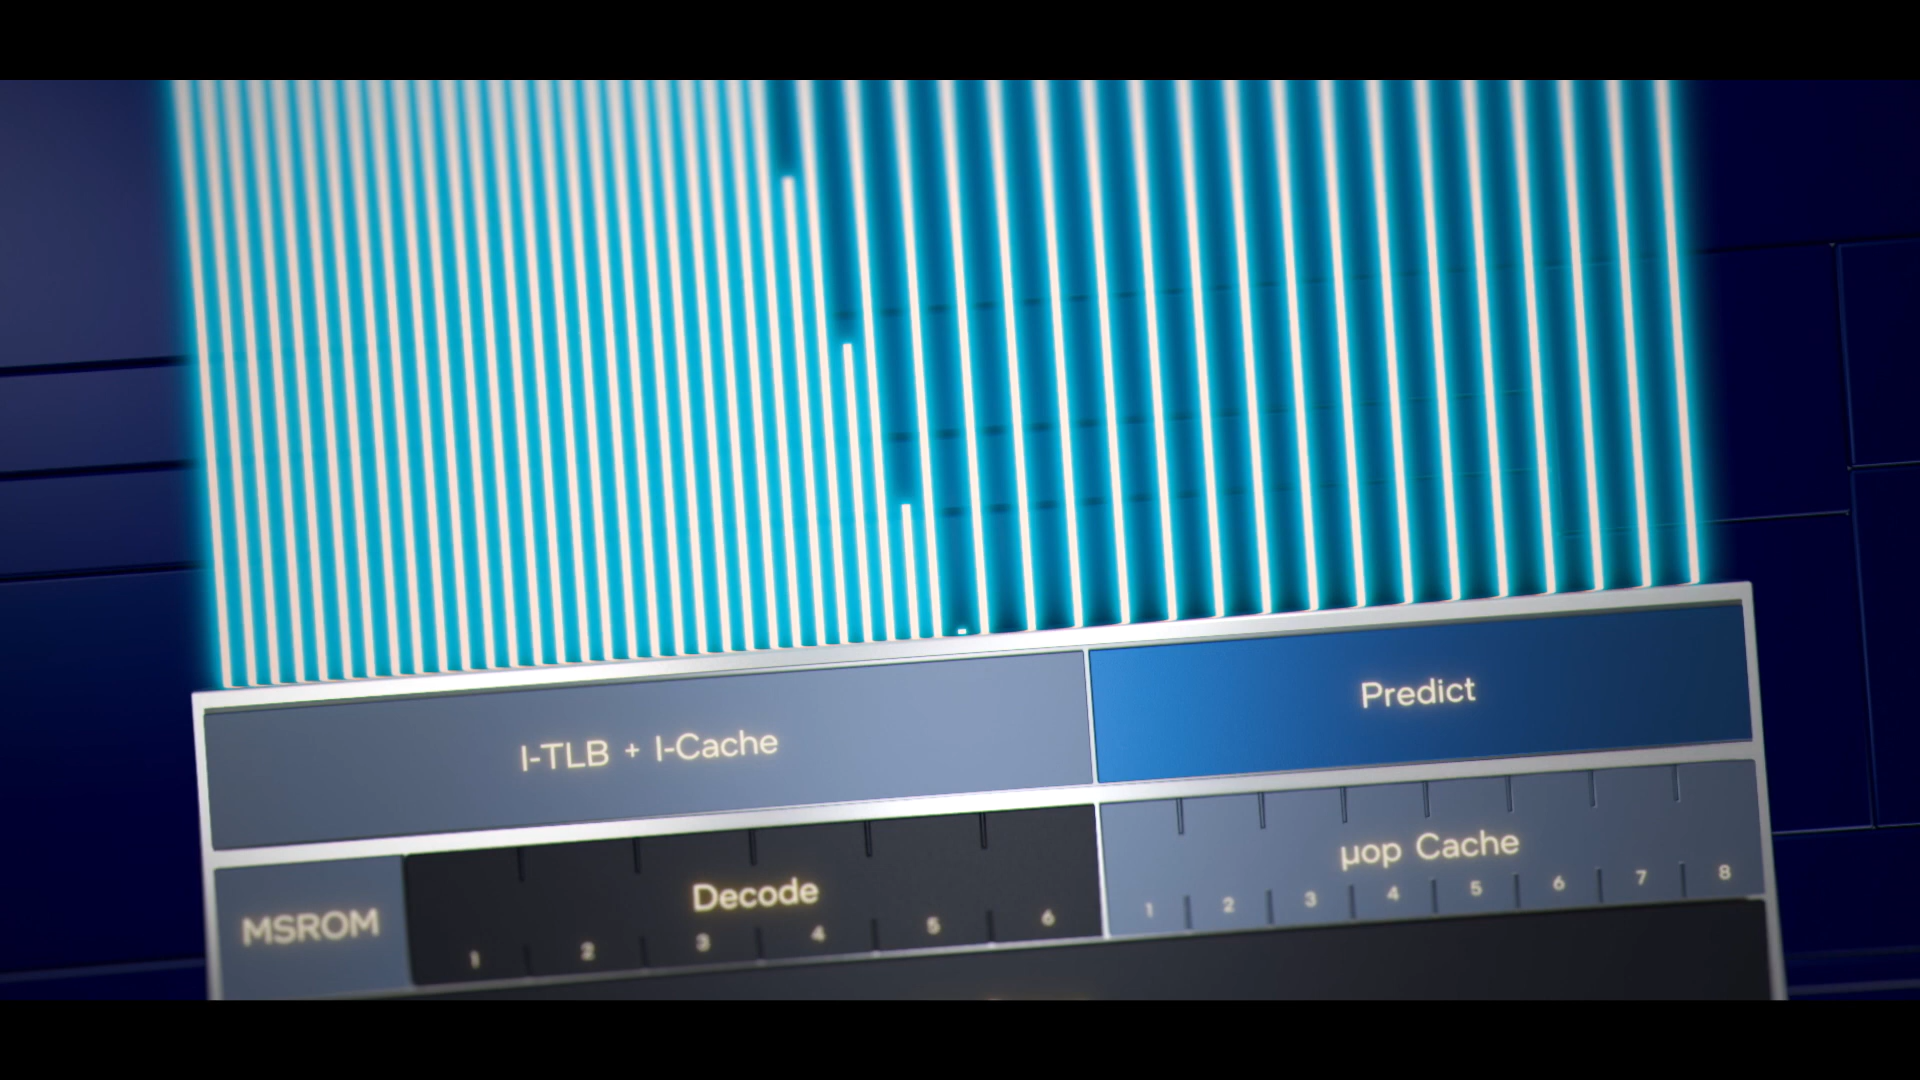 I-TLB + I-Cache
Predict
MSROM
Decode
1 2 3 4 5 6
µop Cache
1 2 3 4 5 6 7 8